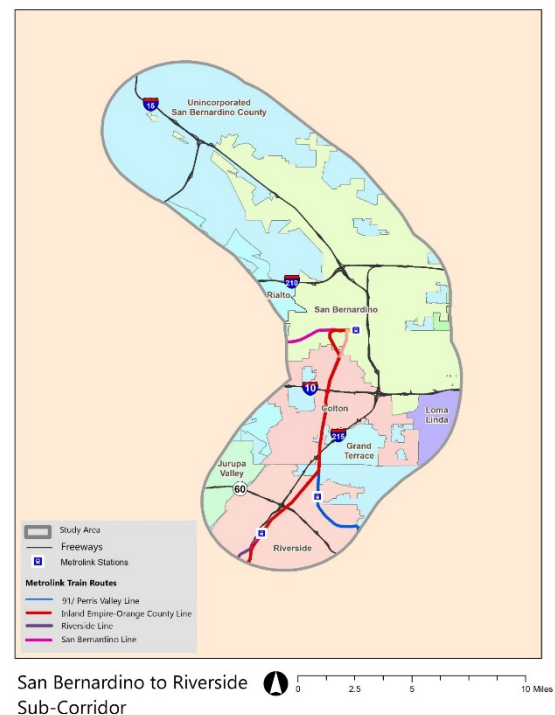 15
Unincorporated
San Bernardino County
210
Rialto
San Bernardino
10
Colton
Loma
Linda
215
Grand
Terrace
Jurupa
Valley
60
Riverside
Study Area
Freeways
Metrolink Stations
Metrolink Train Routes
91/ Perris Valley Line
Inland Empire-Orange County Line
Riverside Line
San Bernardino Line
San Bernardino to Riverside
Sub-Corridor
0 2.5 5 10 Miles